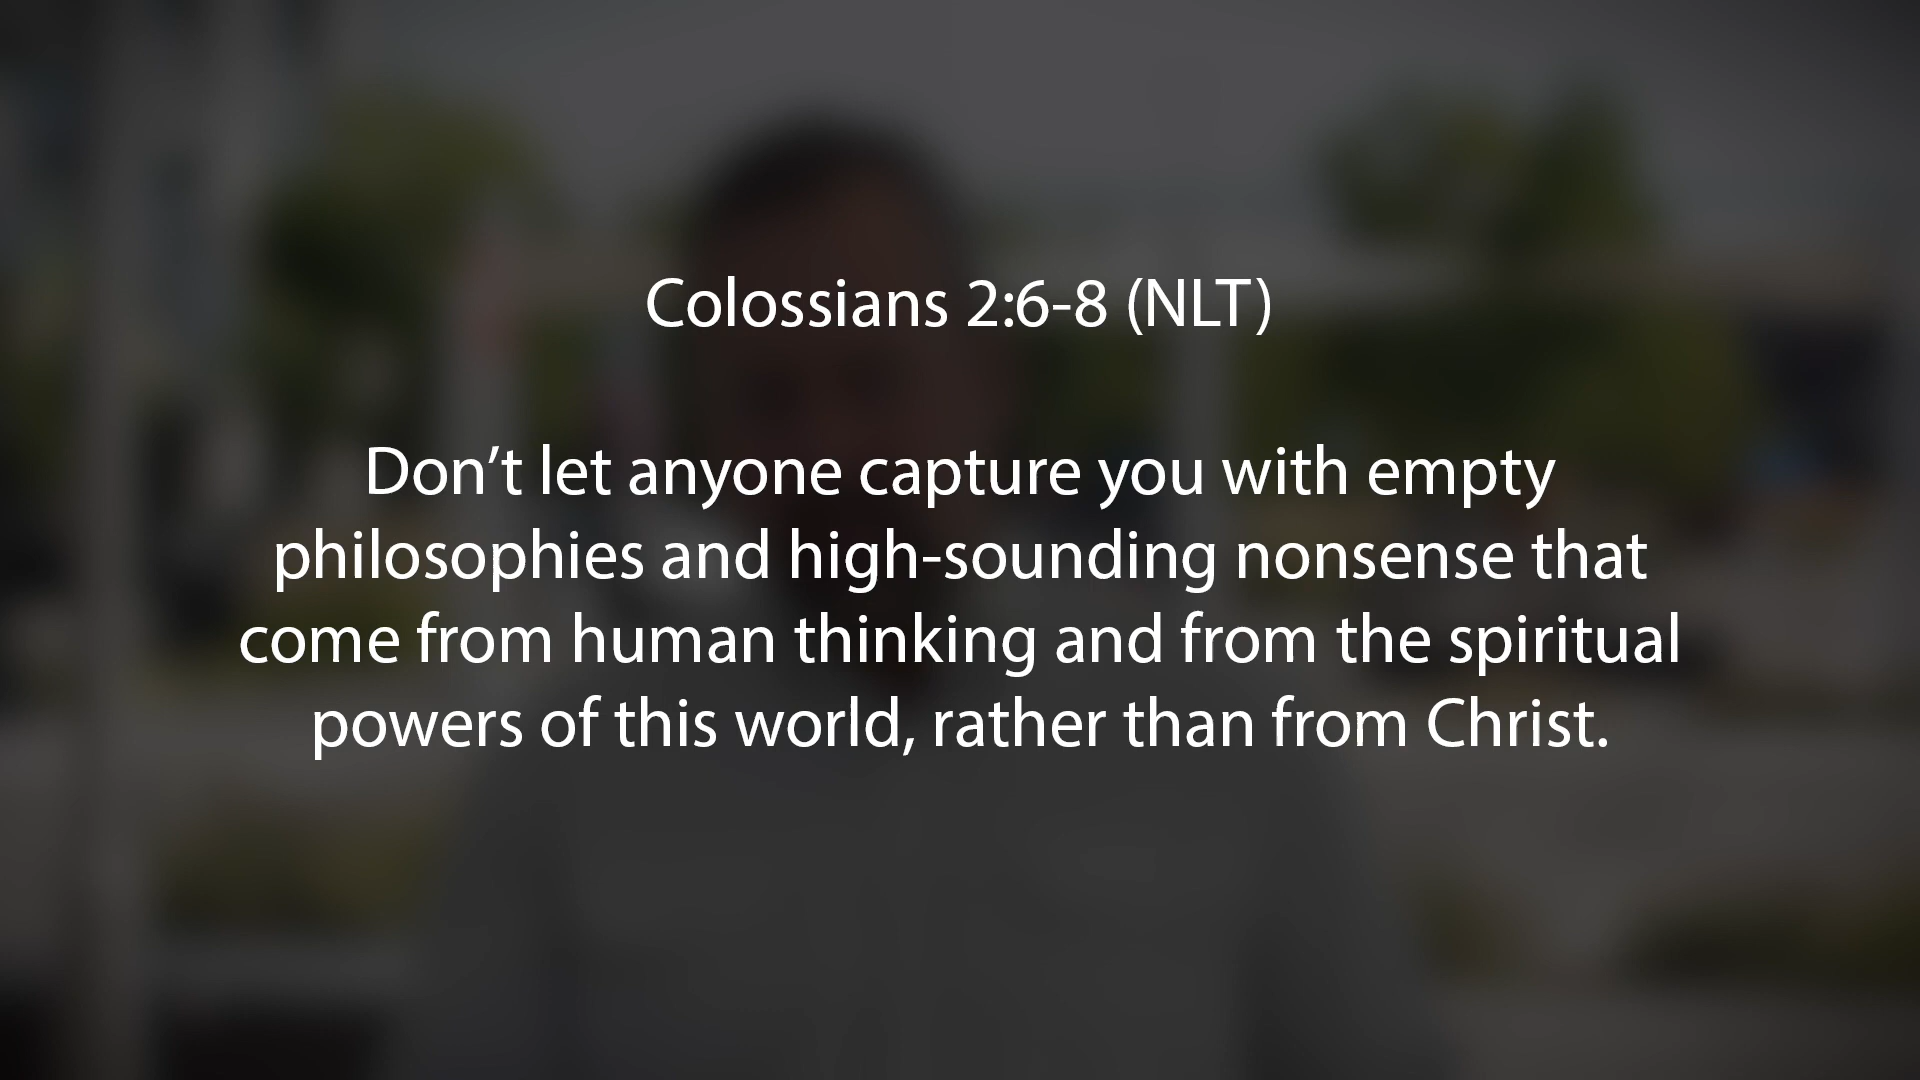 Colossians 2:6-8 (NLT)
Don’t let anyone capture you with empty
philosophies and high-sounding nonsense that
come from human thinking and from the spiritual
powers of this world, rather than from Christ.